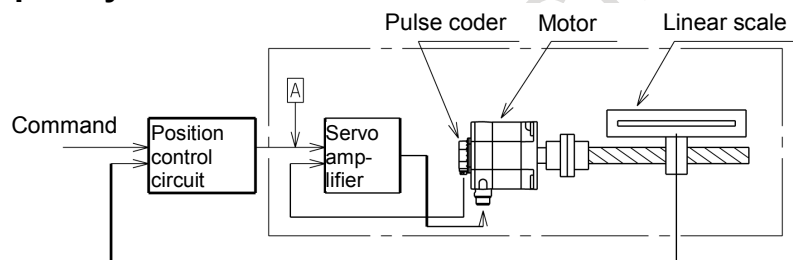 Pulse coder Motor Linear scale
A
Command
Position
control
circuit
Servo
amp-
lifier